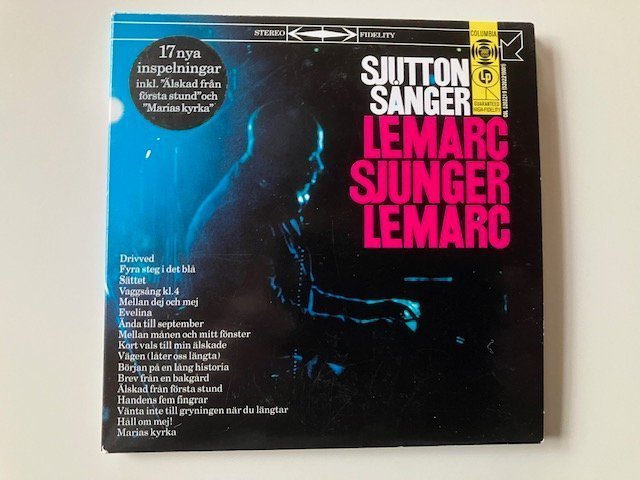 STEREO FIDELITY
17 nya
inspelningar
inkl. "Älskad från
första stund" och
"Marias kyrka"
SJUTTON
SÅNGER
COLUMBIA
LP
GUARANTEED
HIGH-FIDELITY
LEMARC
SJUNGER
LEMARC
Drivved
Fyra steg i det blå
Sättet
Vaggsång kl.4
Mellan dej och mej
Evelina
Ända till september
Mellan månen och mitt fönster
Kort vals till min älskade
Vägen (låter oss längta)
Början på en lång historia
Brev från en bakgård
Älskad från första stund
Handens fem fingrar
Vänta inte till gryningen när du längtar
Håll om mej!
Marias kyrka